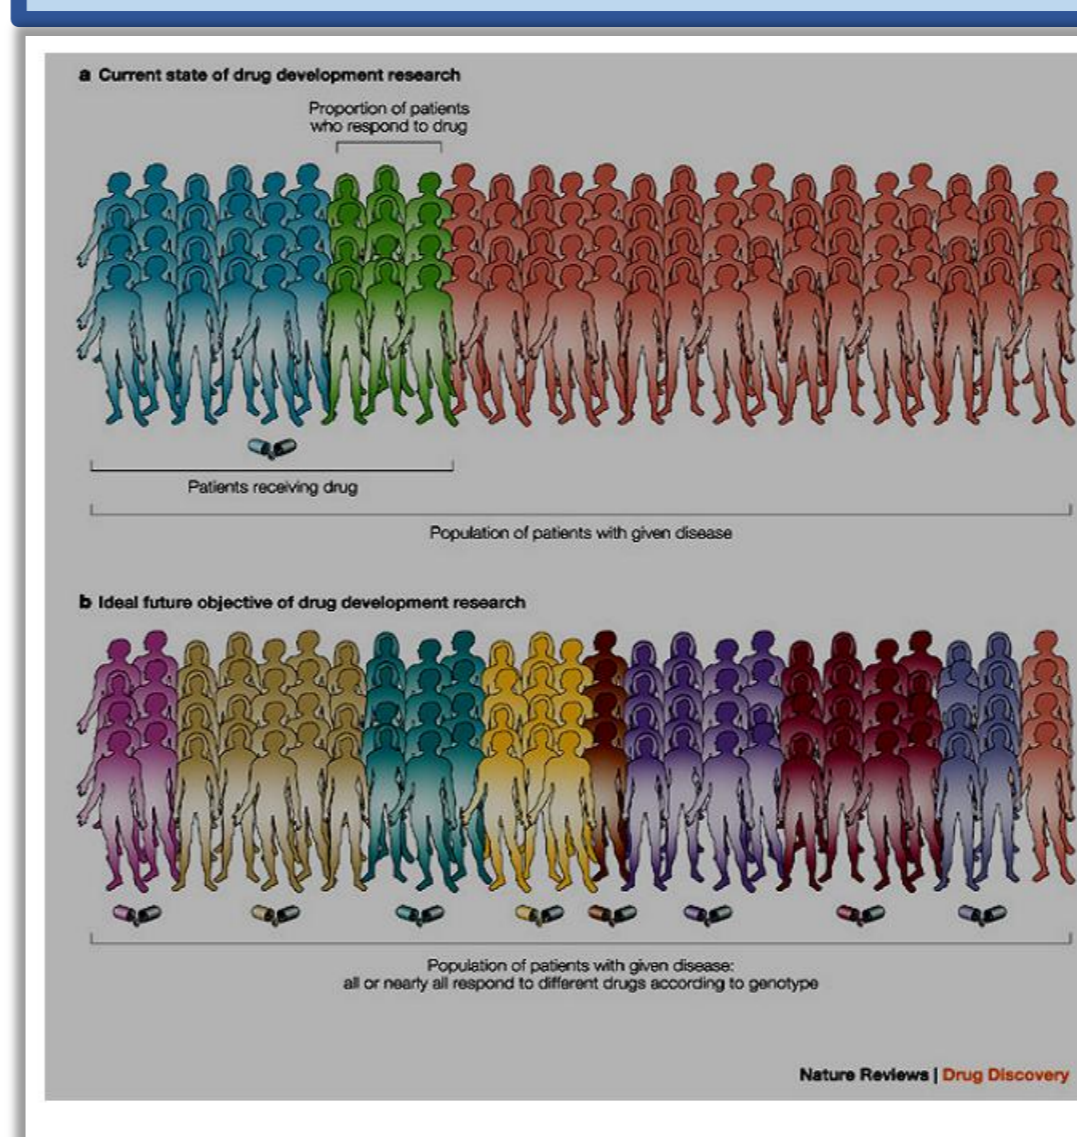 a Current state of drug development research
Proportion of patients
who respond to drug
Patients receiving drug
Population of patients with given disease
b Ideal future objective of drug development research
Population of patients with given disease:
all or nearly all respond to different drugs according to genotype
Nature Reviews | Drug Discovery